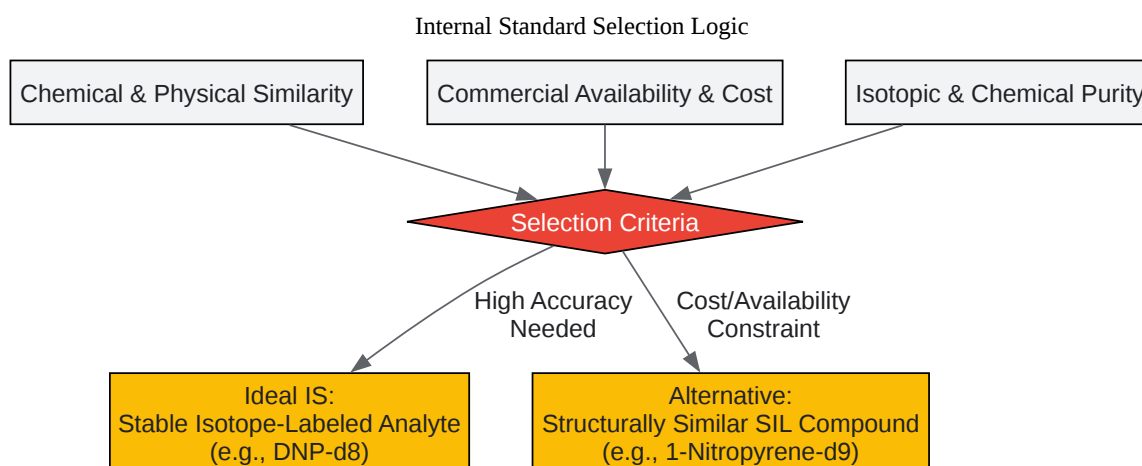 Internal Standard Selection Logic
Chemical & Physical Similarity
Commercial Availability & Cost
Isotopic & Chemical Purity
Selection Criteria
High Accuracy
Needed
Cost/Availability
Constraint
Ideal IS:
Stable Isotope-Labeled Analyte
(e.g., DNP-d8)
Alternative:
Structurally Similar SIL Compound
(e.g., 1-Nitropyrene-d9)